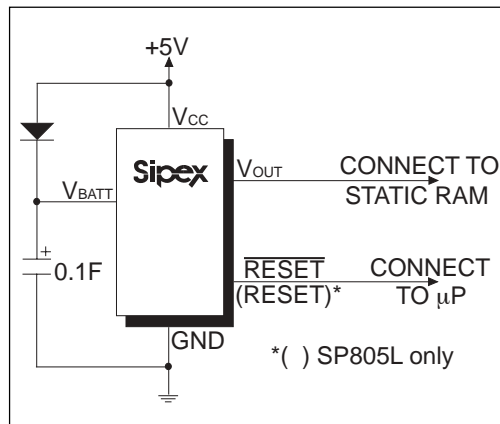 +5V
VCC
Sipex
VBATT
VOUT
CONNECT TO
STATIC RAM
+
0.1F
RESET
(RESET)*
CONNECT
TO μP
GND
*( ) SP805L only